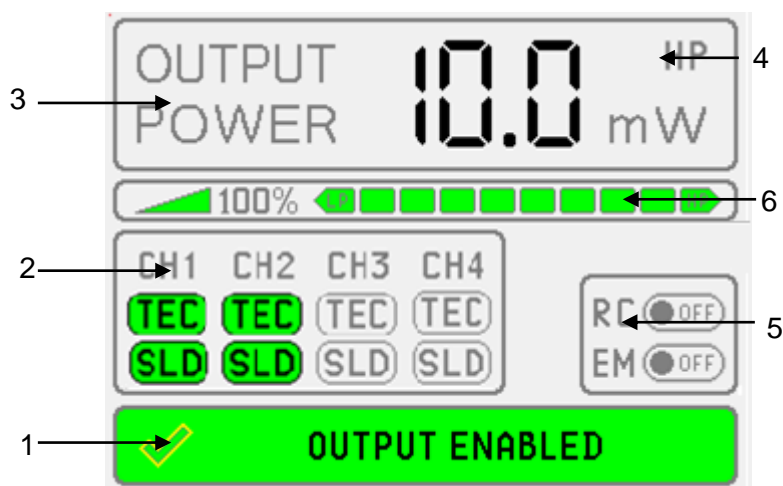 OUTPUT POWER 10.0 HP mW
3
4
100% LP HP
6
2
CH1 CH2 CH3 CH4
TEC TEC TEC TEC
SLD SLD SLD SLD
RC OFF
EM OFF
5
1
OUTPUT ENABLED